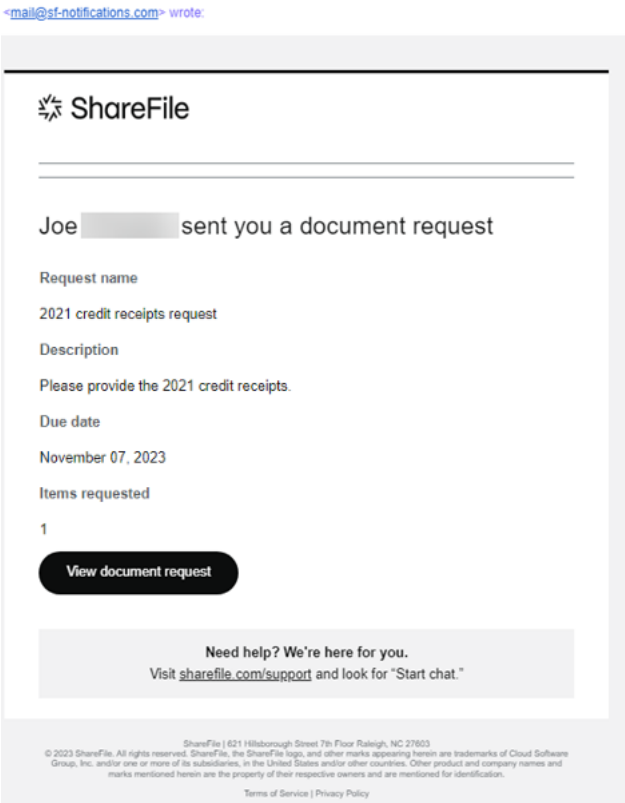 <mail@sf-notifications.com> wrote:
ShareFile
Joe sent you a document request
Request name
2021 credit receipts request
Description
Please provide the 2021 credit receipts.
Due date
November 07, 2023
Items requested
1
View document request
Need help? We're here for you.
Visit sharefile.com/support and look for “Start chat.”
ShareFile | 621 Hillsborough Street 7th Floor Raleigh, NC 27603
© 2023 ShareFile. All rights reserved. ShareFile, the ShareFile logo, and other marks appearing herein are trademarks of Cloud Software
Group, Inc. and/or one or more of its subsidiaries, in the United States and/or other countries. Other product and company names and
marks mentioned herein are the property of their respective owners and are mentioned for identification.
Terms of Service | Privacy Policy